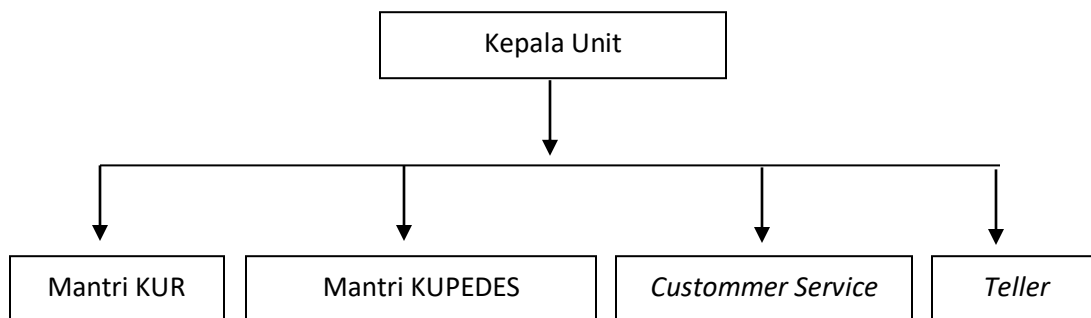 Kepala Unit
Mantri KUR
Mantri KUPEDES
Custommer Service
Teller